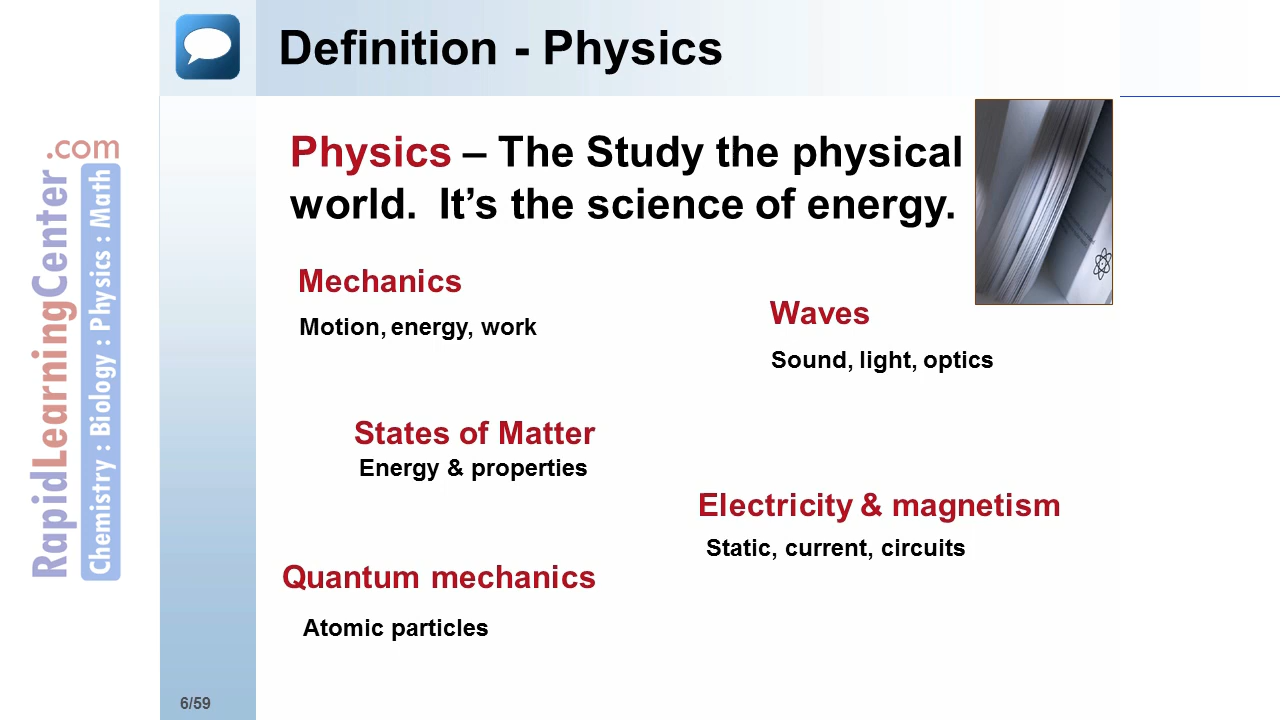 Definition - Physics
Physics – The Study the physical
world. It’s the science of energy.
Mechanics
Motion, energy, work
Waves
Sound, light, optics
States of Matter
Energy & properties
Electricity & magnetism
Static, current, circuits
Quantum mechanics
Atomic particles
6/59
RapidLearningCenter.com
Chemistry : Biology : Physics : Math